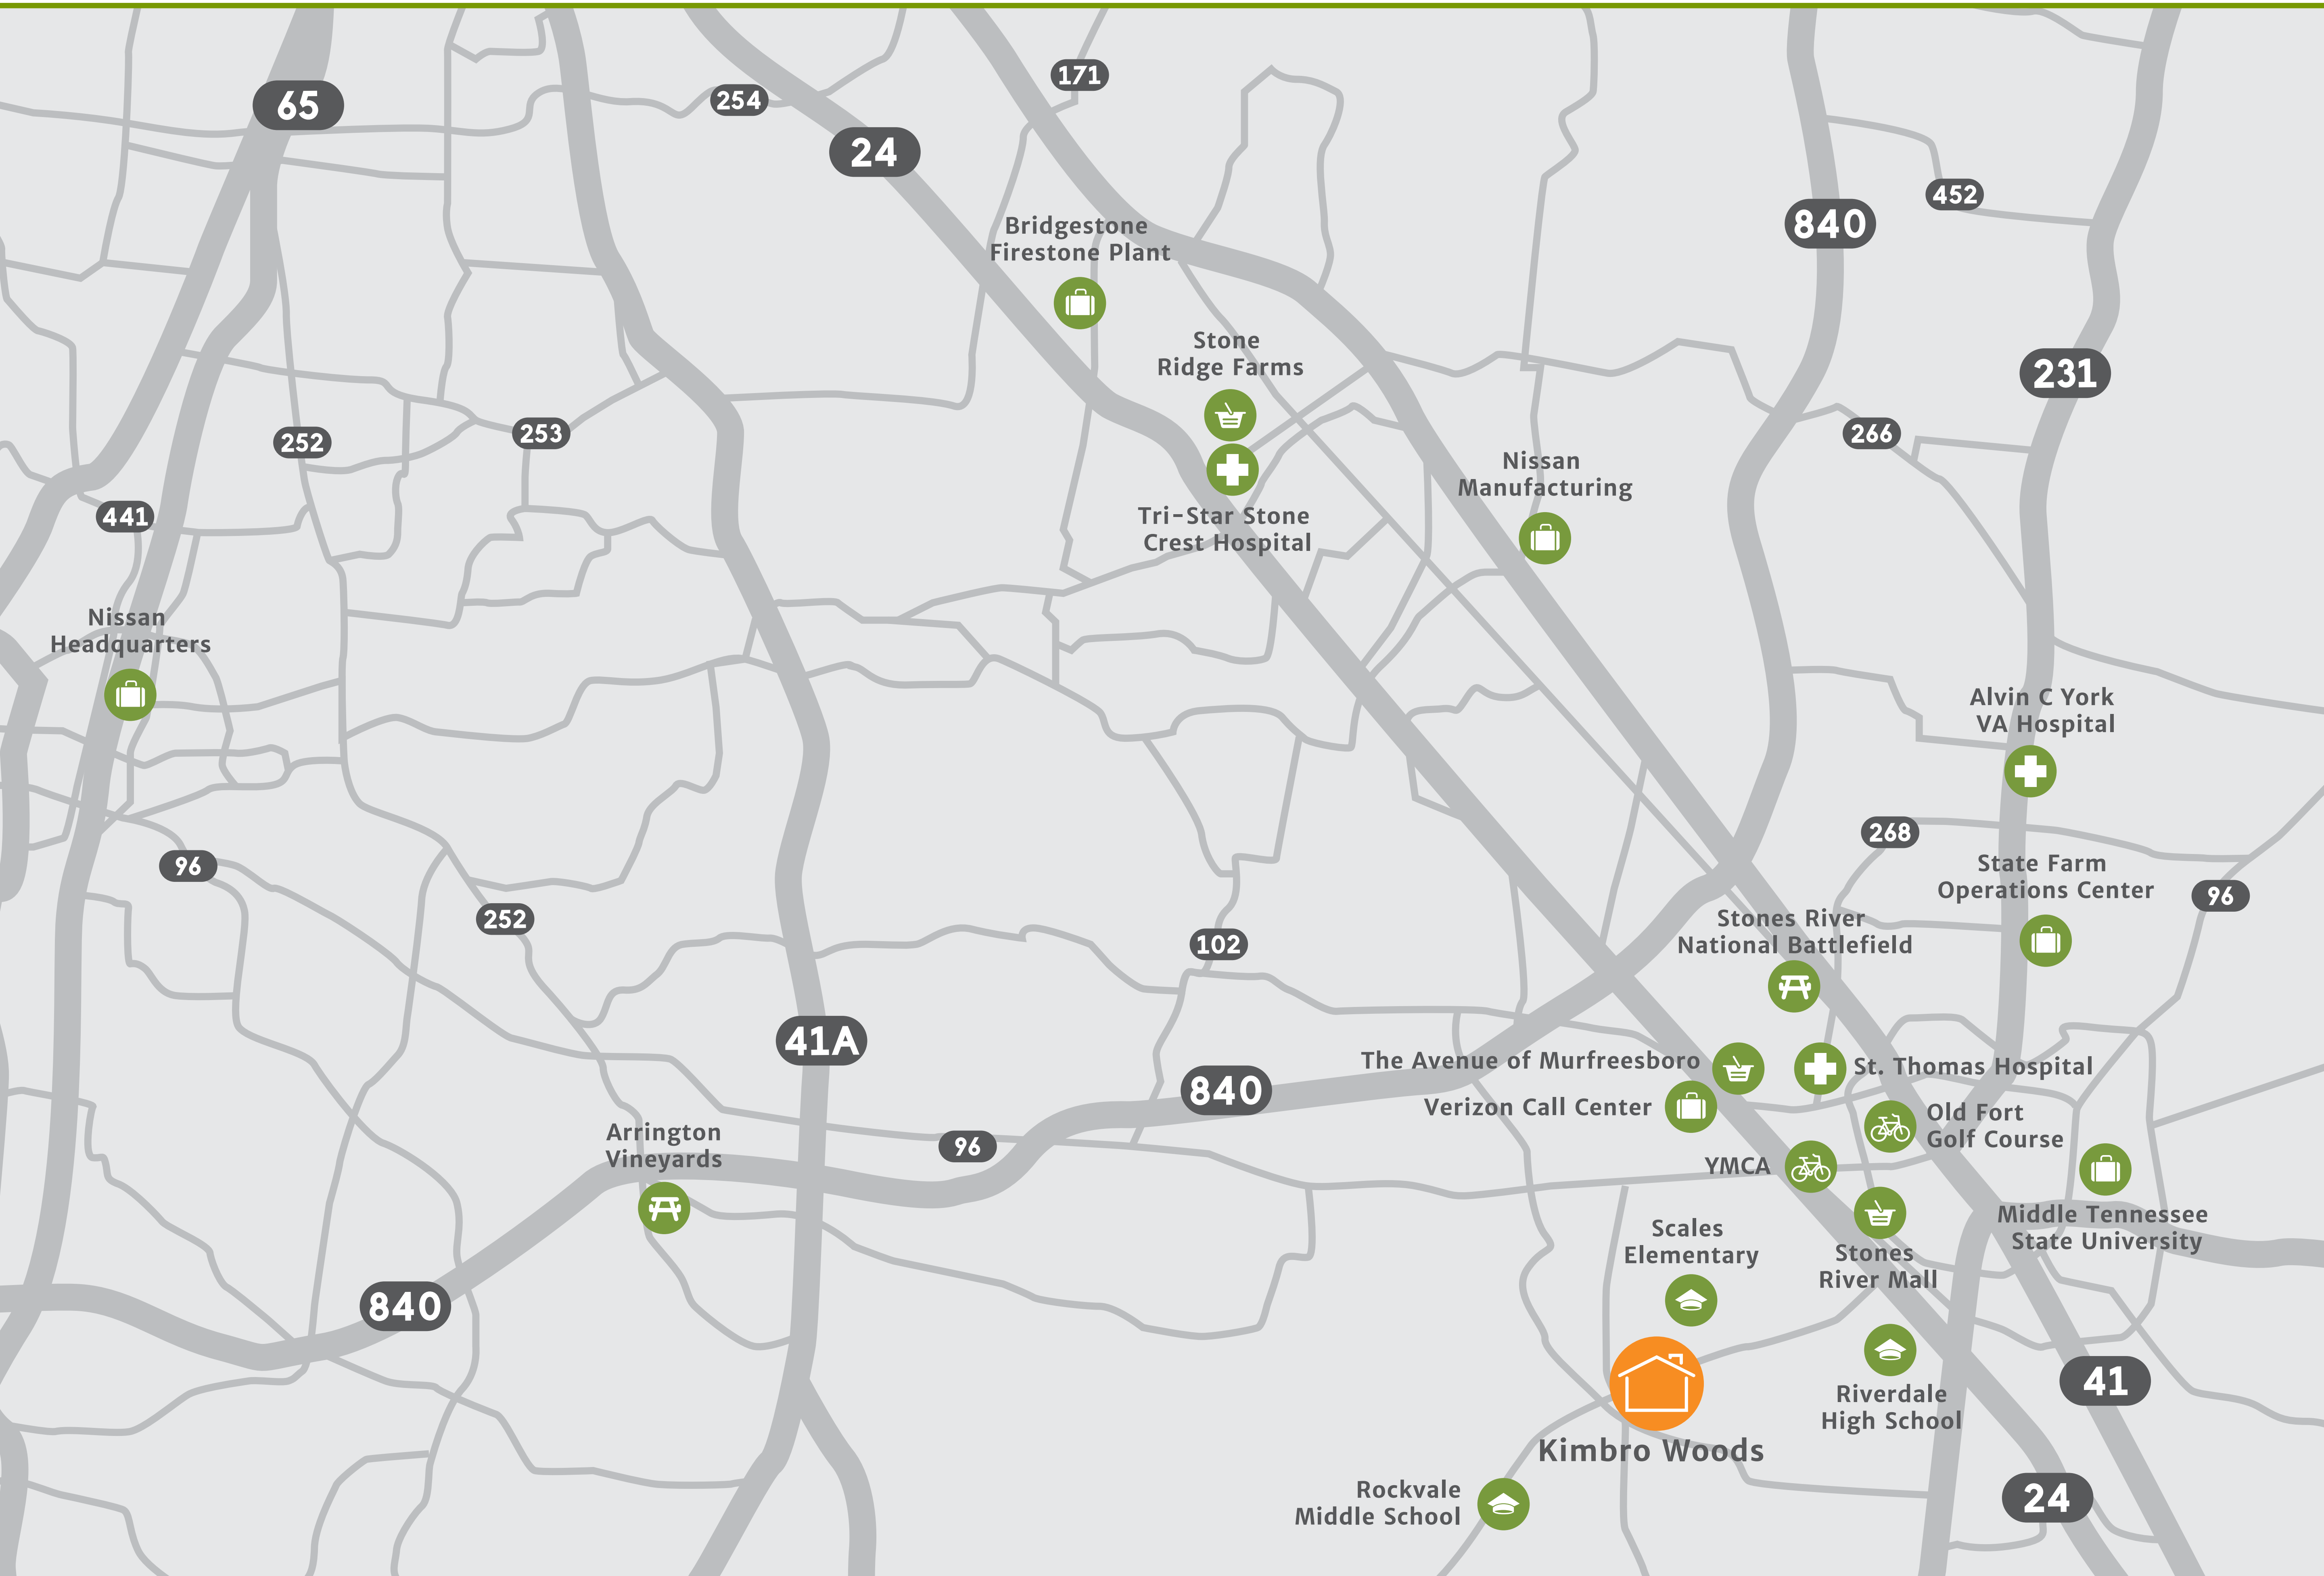 171
254
65
24
452
840
Bridgestone
Firestone Plant
Stone
Ridge Farms
231
252
253
266
Nissan
Manufacturing
441
Tri-Star Stone
Crest Hospital
Nissan
Headquarters
Alvin C York
VA Hospital
268
96
State Farm
Operations Center
96
252
Stones River
National Battlefield
102
41A
The Avenue of Murfreesboro
St. Thomas Hospital
840
Verizon Call Center
Old Fort
Golf Course
Arrington
Vineyards
96
YMCA
Middle Tennessee
State University
Scales
Elementary
Stones
River Mall
840
41
Riverdale
High School
Kimbro Woods
Rockvale
Middle School
24